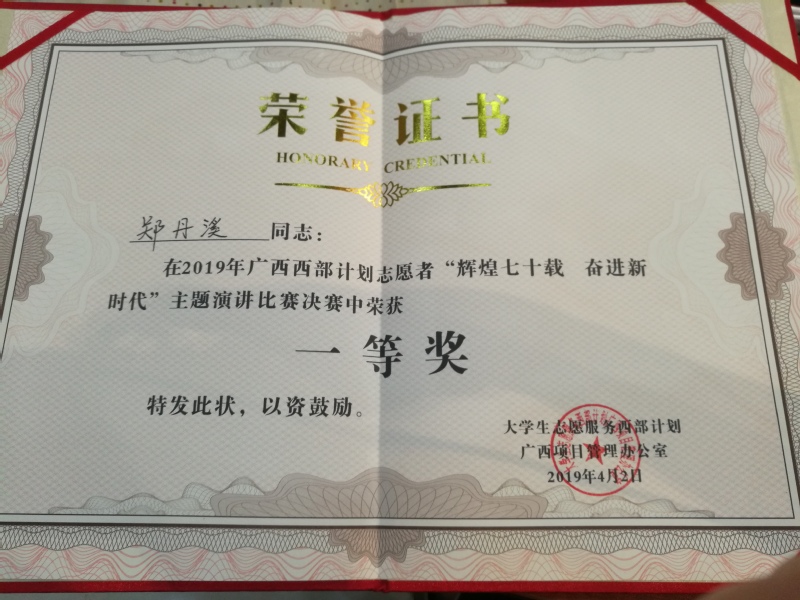 荣誉证书
HONORARY CREDENTIAL
郑丹溪 同志：
在2019年广西西部计划志愿者“辉煌七十载 奋进新
时代”主题演讲比赛决赛中荣获
一等奖
特发此状，以资鼓励。
大学生志愿服务西部计划
广西项目管理办公室
2019年4月2日